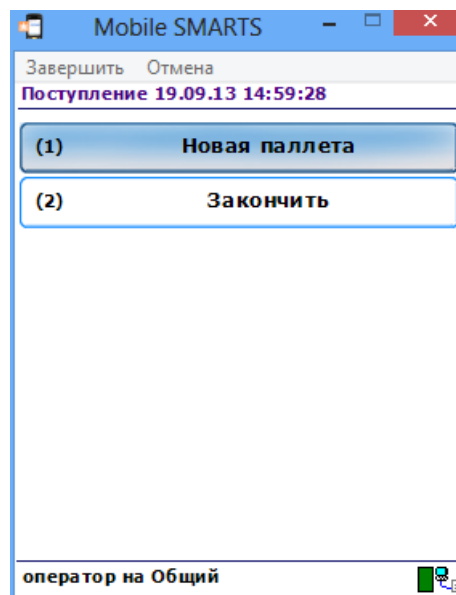 Mobile SMARTS
Завершить Отмена
Поступление 19.09.13 14:59:28
(1) Новая паллета
(2) Закончить
оператор на Общий